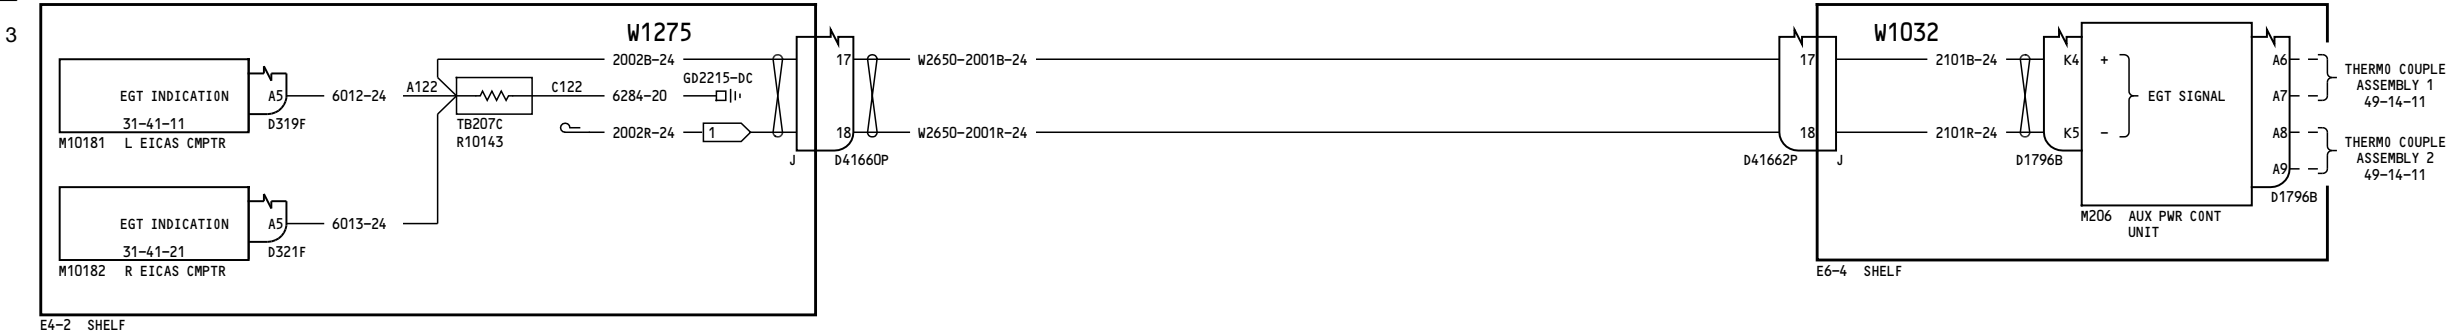 3
W1275
W1032
2002B-24
17
W2650-2001B-24
17
2101B-24
K4
+
A6
THERMO COUPLE
ASSEMBLY 1
49-14-11
GD2215-DC
EGT INDICATION
A5
6012-24
A122
C122
6284-20
EGT SIGNAL
A7
31-41-11
D319F
TB207C
R10143
2002R-24
1
18
W2650-2001R-24
18
2101R-24
K5
-
A8
THERMO COUPLE
ASSEMBLY 2
49-14-11
M10181 L EICAS CMPTR
J
D41660P
D41662P
J
D1796B
A9
D1796B
EGT INDICATION
A5
6013-24
M206 AUX PWR CONT
UNIT
31-41-21
D321F
M10182 R EICAS CMPTR
E6-4 SHELF
E4-2 SHELF